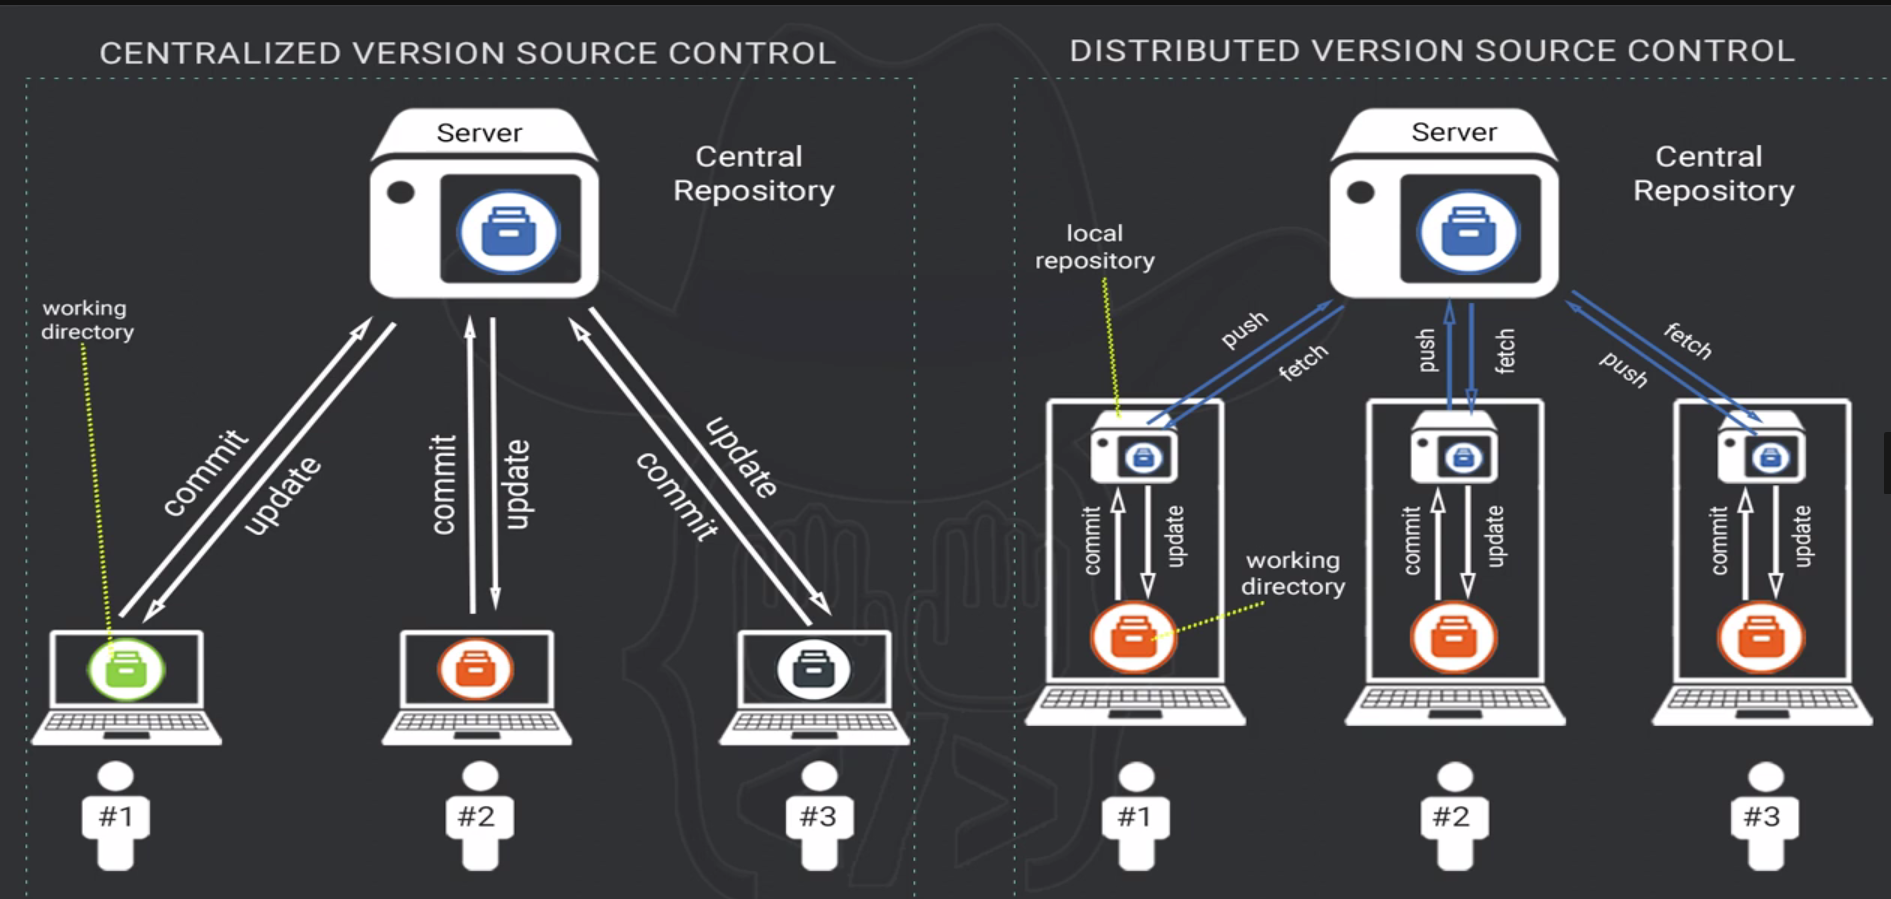 CENTRALIZED VERSION SOURCE CONTROL
Server
Central
Repository
working
directory
commit
update
commit
update
commit
update
#1
#2
#3
DISTRIBUTED VERSION SOURCE CONTROL
Server
Central
Repository
local
repository
push
fetch
push
fetch
push
fetch
commit
update
commit
update
commit
update
working
directory
#1
#2
#3